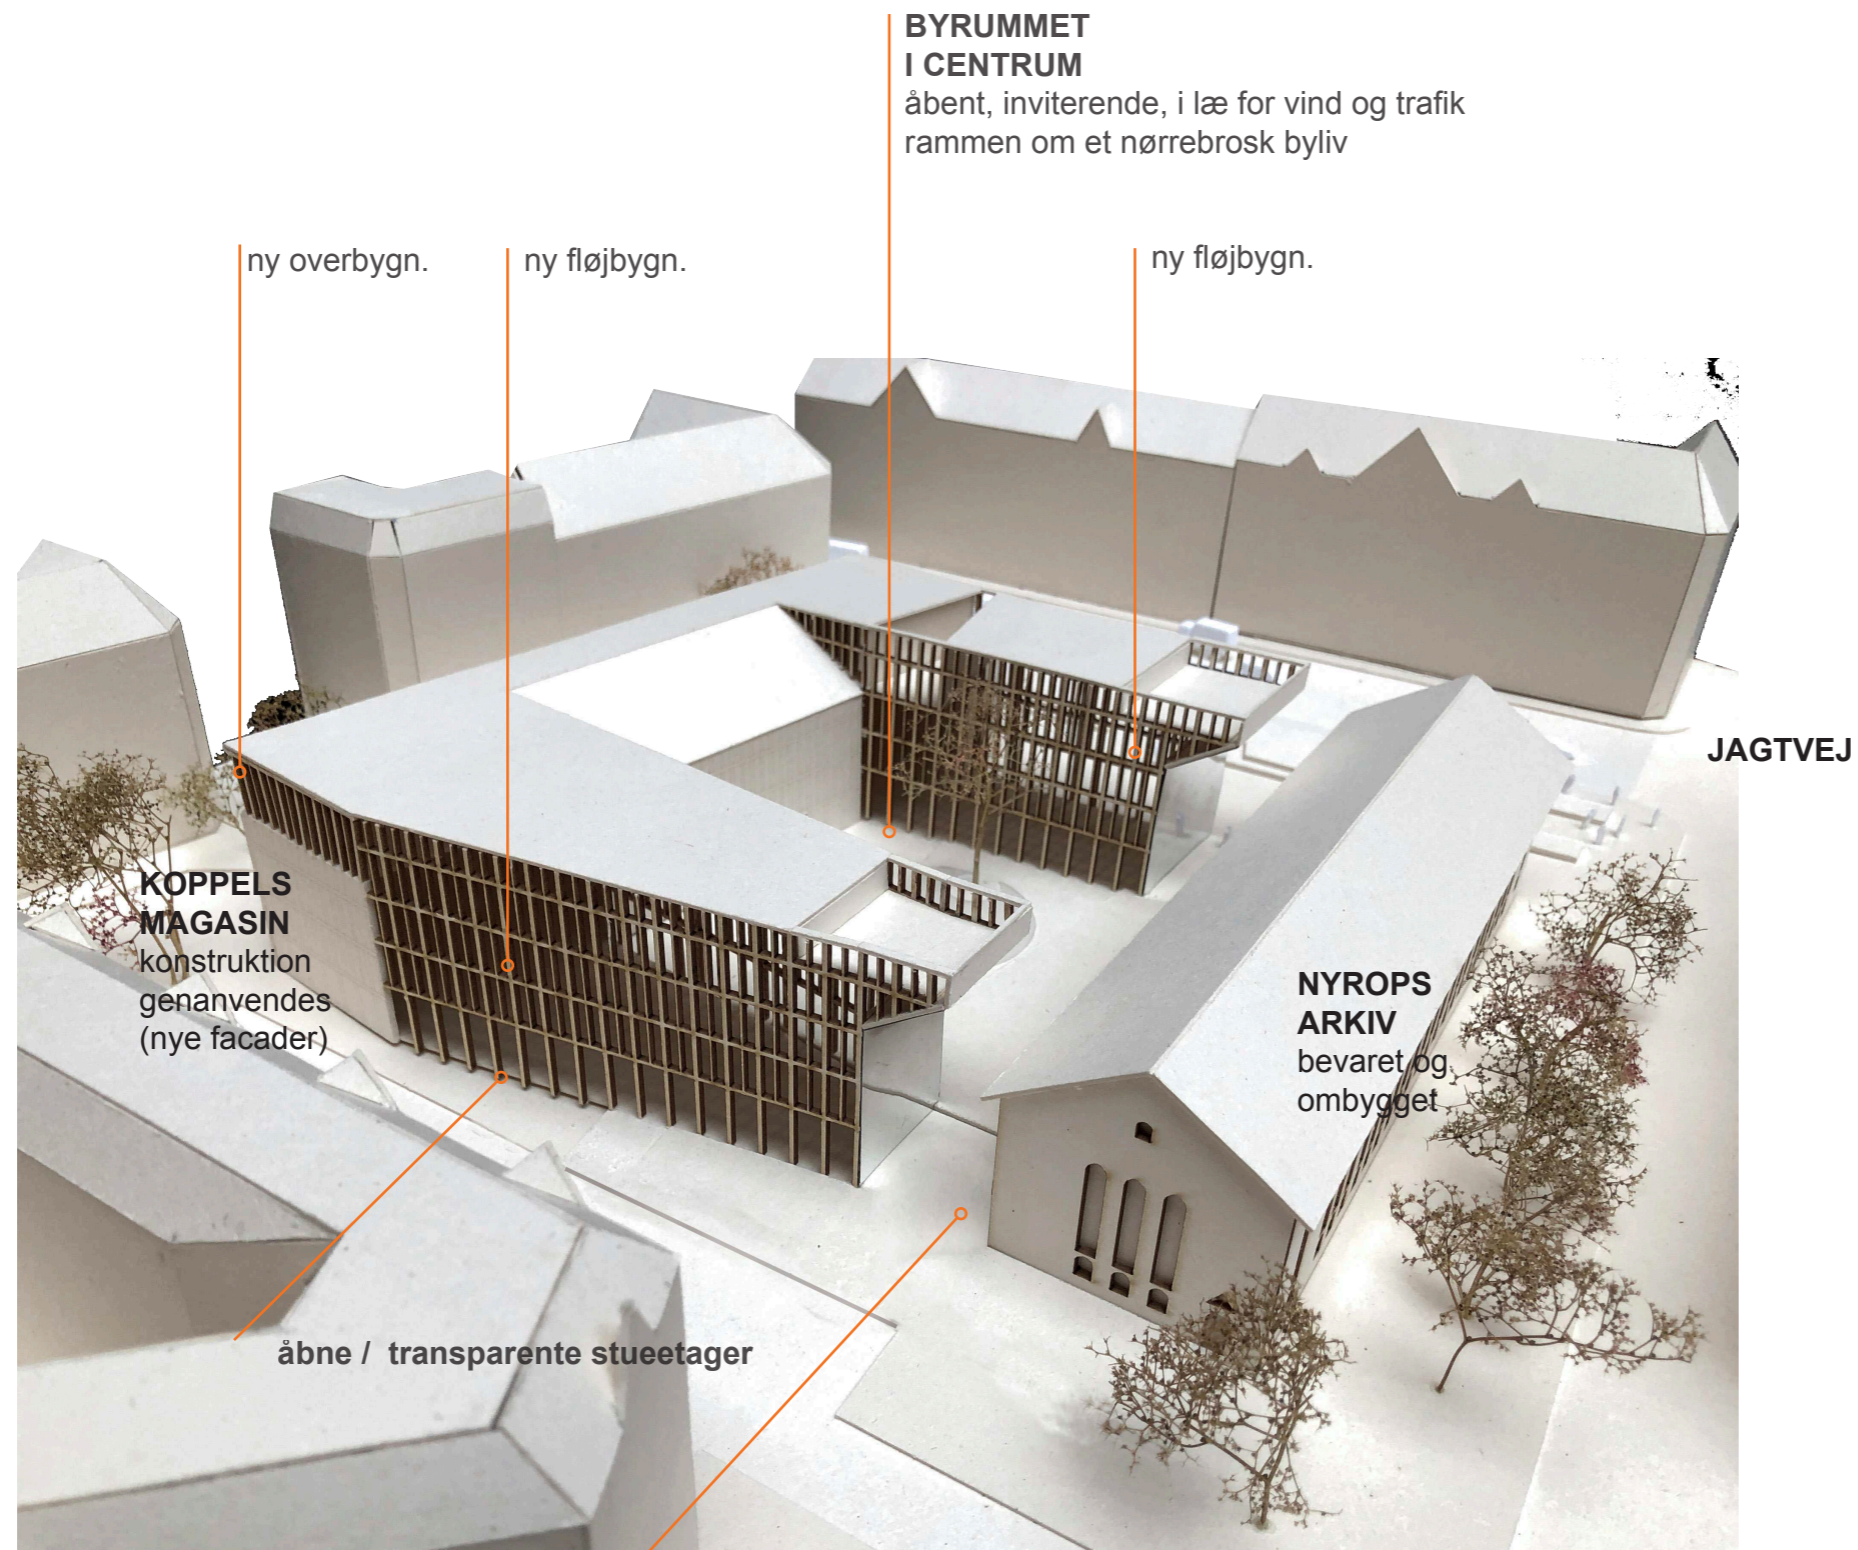 BYRUMMET
I CENTRUM
åbent, inviterende, i læ for vind og trafik
rammen om et nørrebrosk byliv
ny overbygn.
ny fløjbygn.
ny fløjbygn.
JAGTVEJ
KOPPELS
MAGASIN
konstruktion
genanvendes
(nye facader)
NYROPS
ARKIV
bevaret og
ombygget
åbne / transparente stueetager